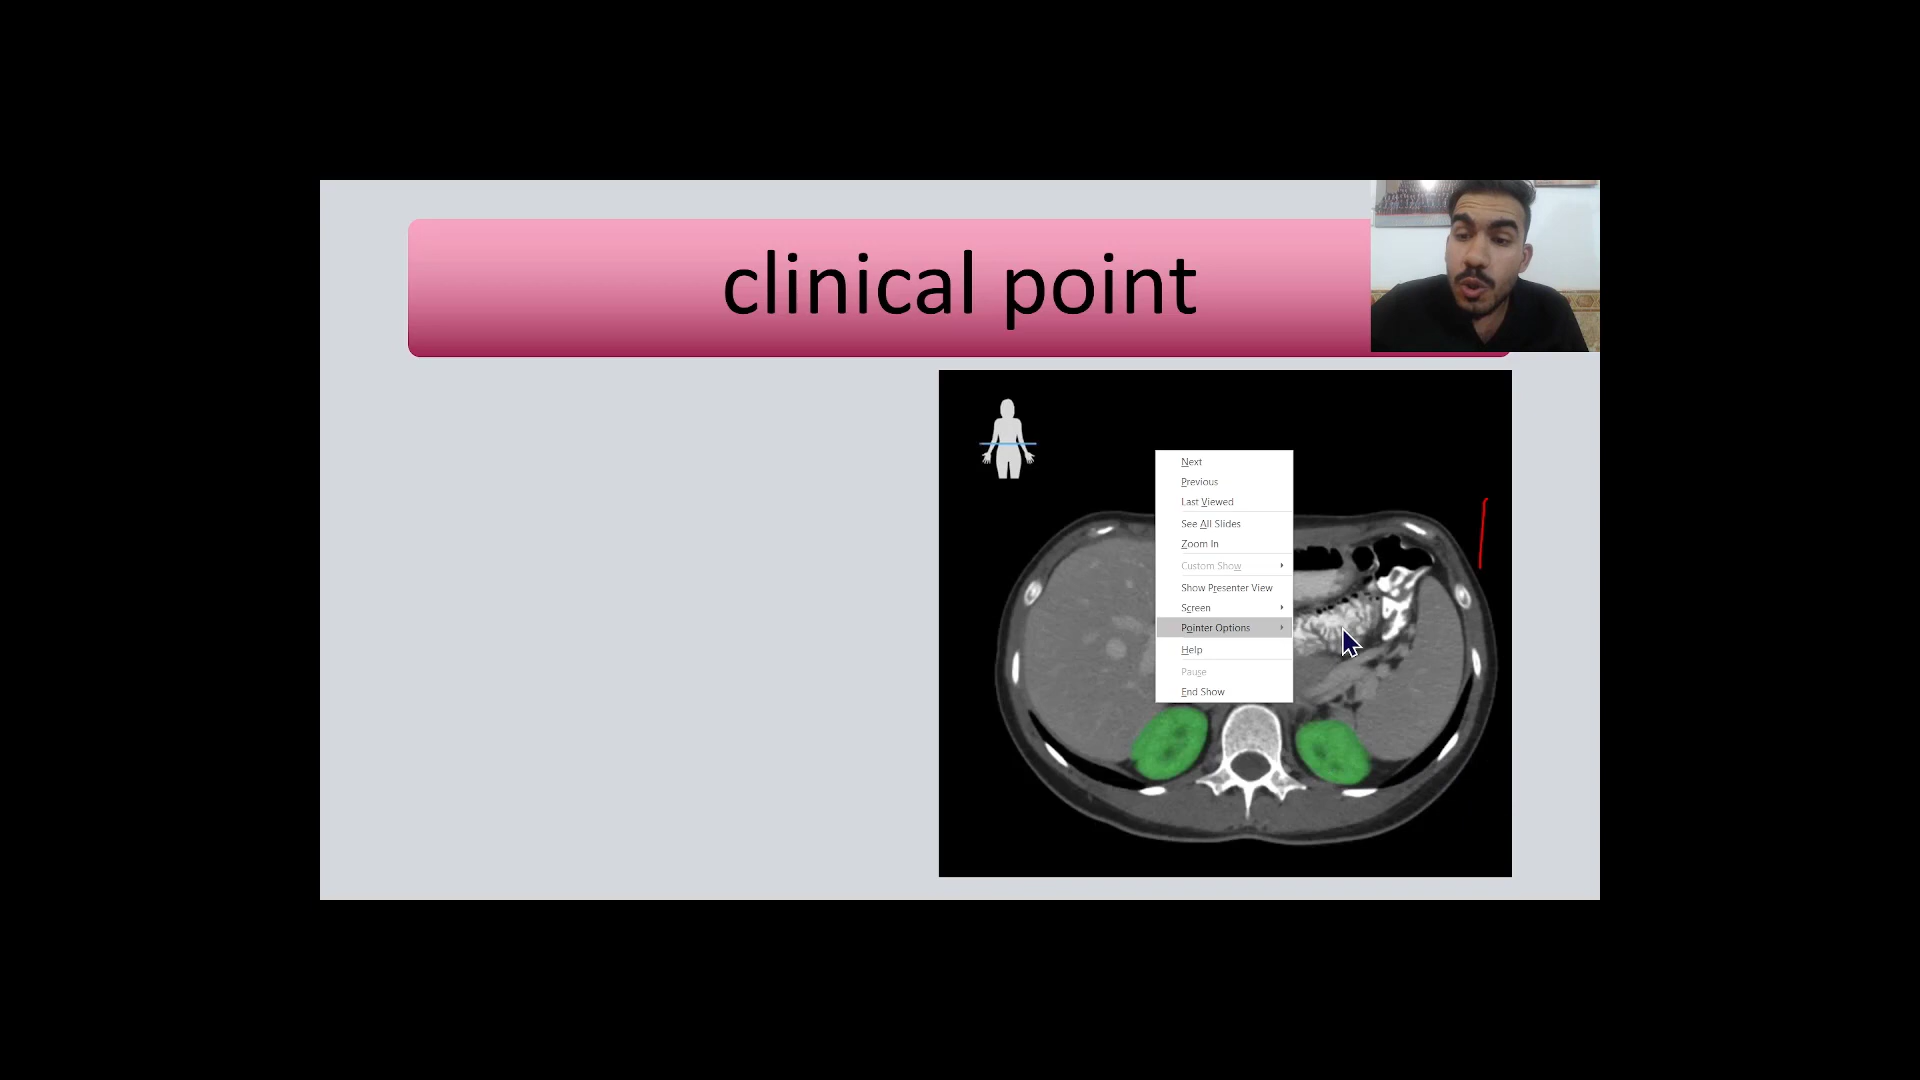 clinical point
Next
Previous
Last Viewed
See All Slides
Zoom In
Custom Show
Show Presenter View
Screen
Pointer Options
Help
Pause
End Show